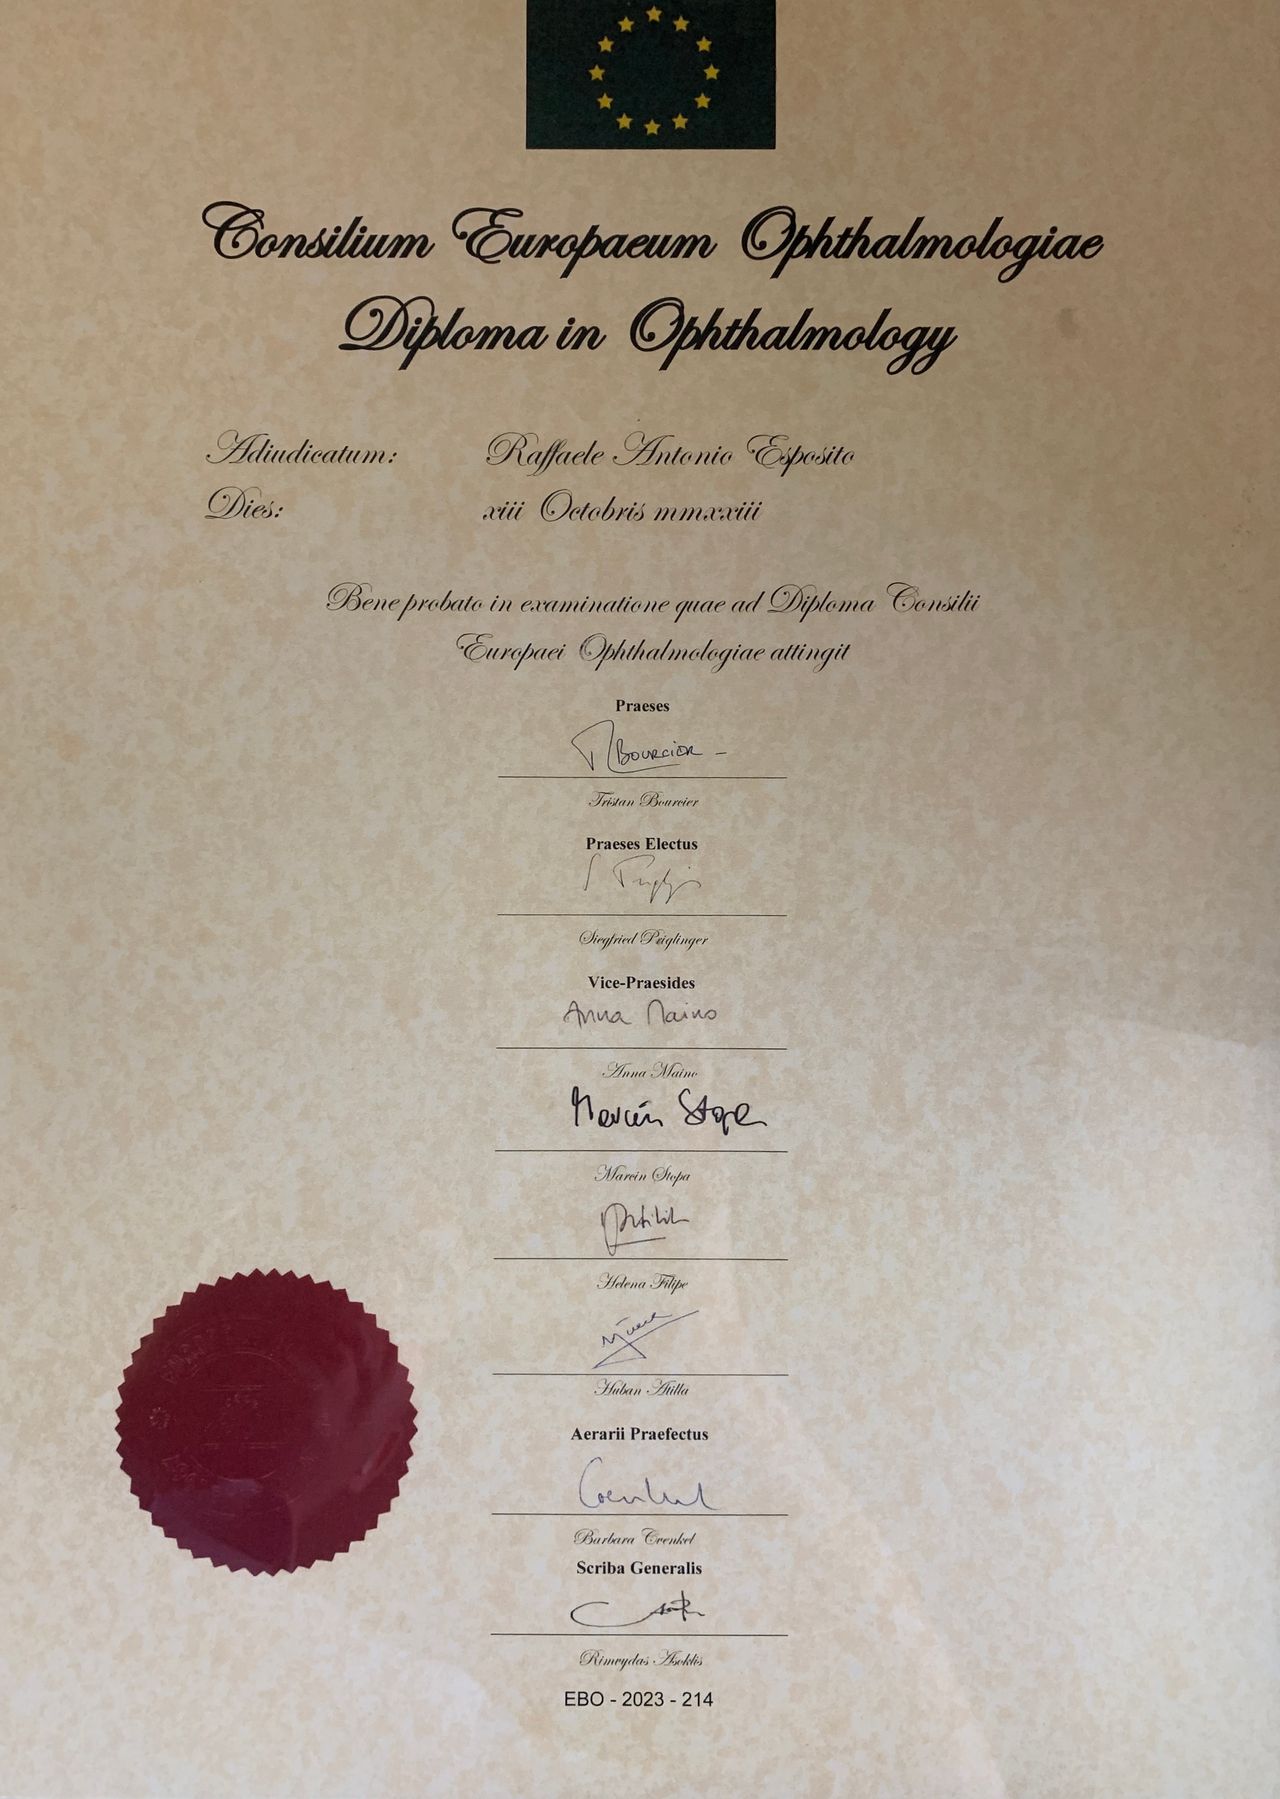 Consilium Europaeum Ophthalmologiae
Diploma in Ophthalmology
Adiudicatum: Raffaele Antonio Esposito
Dies: xiii Octobris mmxxiii
Bene probato in examinatione quae ad Diploma Consilii
Europaei Ophthalmologiae attingit
Praeses
Bourcier
Tristan Bourcier
Praeses Electus
Siegfried Priglinger
Vice-Praesides
Anna Maino
Anna Maino
Marcin Stopa
Marcin Stopa
Helena Filipe
Huban Atilla
Aerarii Praefectus
Barbara Cvenkel
Scriba Generalis
Rimvydas Asoklis
EBO - 2023 - 214